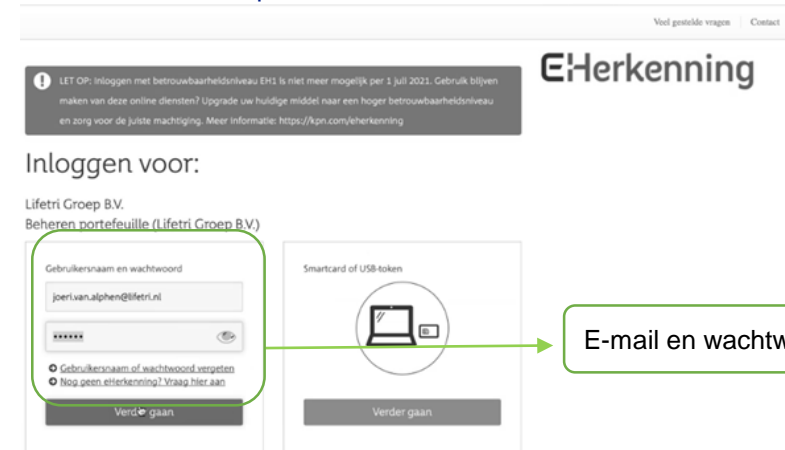 Veel gestelde vragen Contact
LET OP: Inloggen met betrouwbaarheidsniveau EH1 is niet meer mogelijk per 1 juli 2021. Gebruik blijven
maken van deze online diensten? Upgrade uw huidige middel naar een hoger betrouwbaarheidsniveau
en zorg voor de juiste machtiging. Meer informatie: https://kpn.com/eherkenning
eHerkenning
Inloggen voor:
Lifetri Groep B.V.
Beheren portefeuille (Lifetri Groep B.V.)
Gebruikersnaam en wachtwoord
joeri.van.alphen@lifetri.nl
••••••
Gebruikersnaam of wachtwoord vergeten
Nog geen eHerkenning? Vraag hier aan
Verder gaan
Smartcard of USB-token
Verder gaan
E-mail en